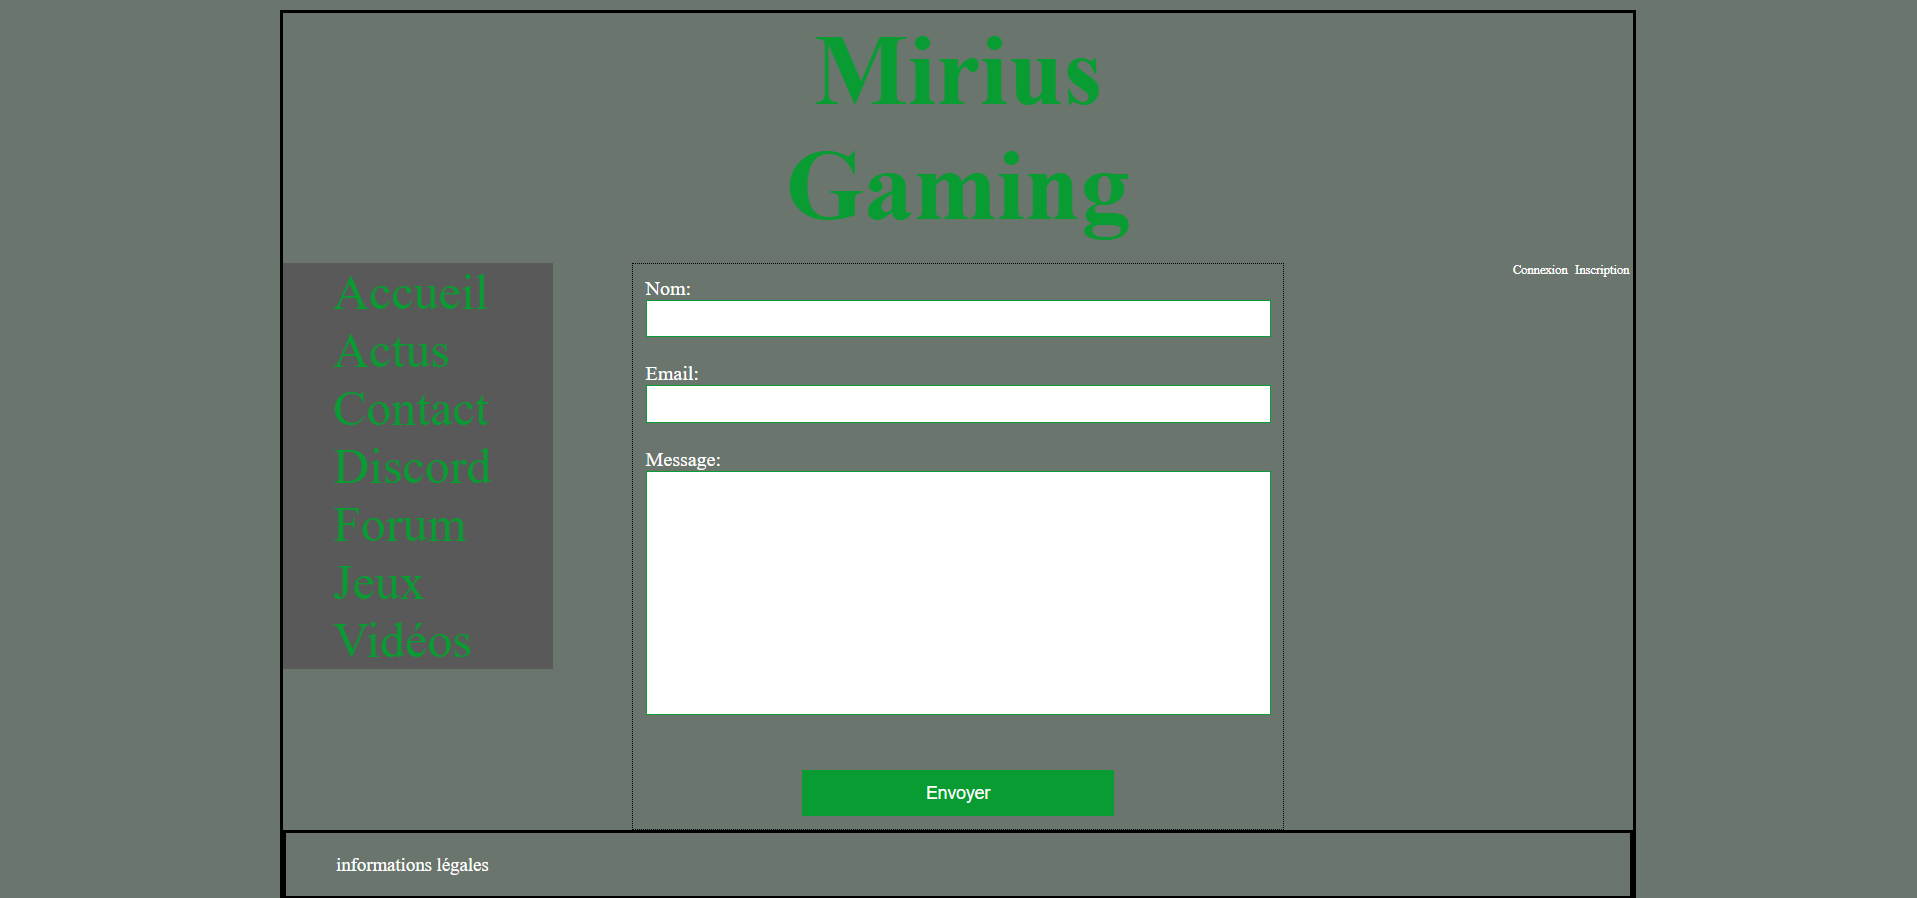 Mirius
Gaming
Accueil
Actus
Contact
Discord
Forum
Jeux
Vidéos
Nom:
Email:
Message:
Envoyer
Connexion Inscription
informations légales